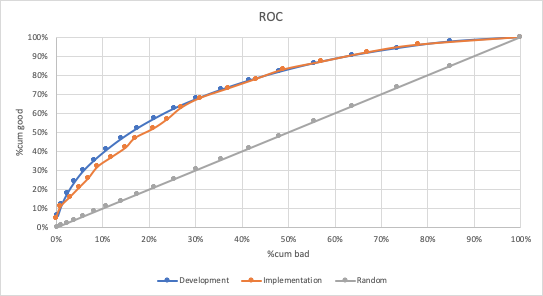 ROC
100%
90%
80%
70%
60%
50%
40%
30%
20%
10%
0%
%cum good
0% 10% 20% 30% 40% 50% 60% 70% 80% 90% 100%
%cum bad
Development Implementation Random